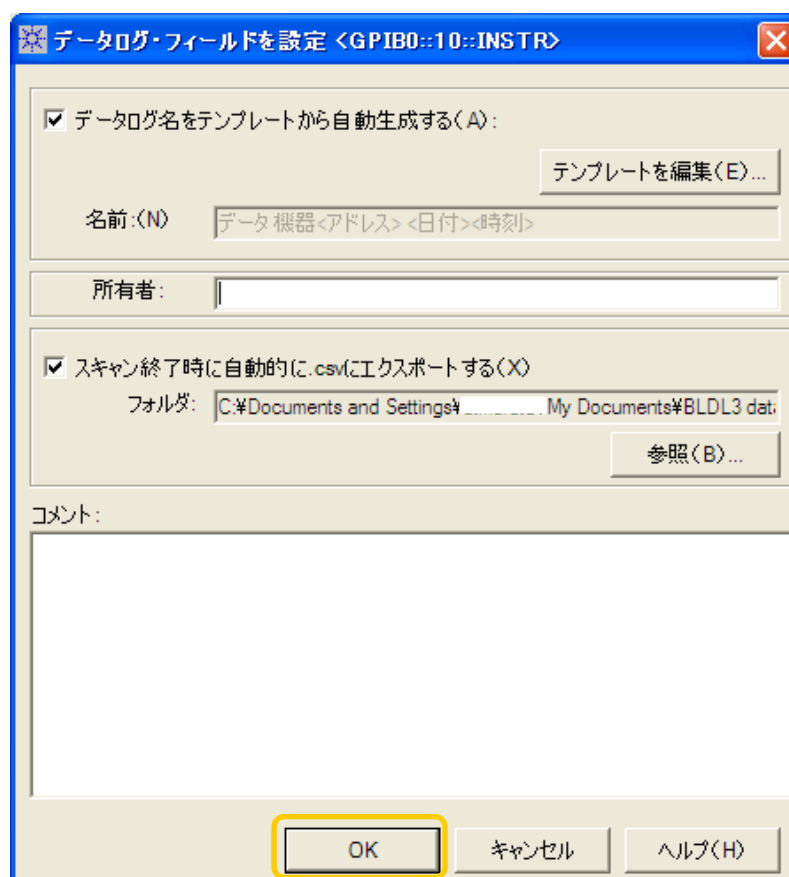 データログ・フィールドを設定 <GPIB0::10::INSTR>
データログ名をテンプレートから自動生成する(A):
テンプレートを編集(E)...
名前:(N) データ 機器<アドレス> <日付><時刻>
所有者:
スキャン終了時に自動的に.csvにエクスポートする(X)
フォルダ: C:¥Documents and Settings¥ My Documents¥BLDL3 data
参照(B)...
コメント:
OK キャンセル ヘルプ(H)